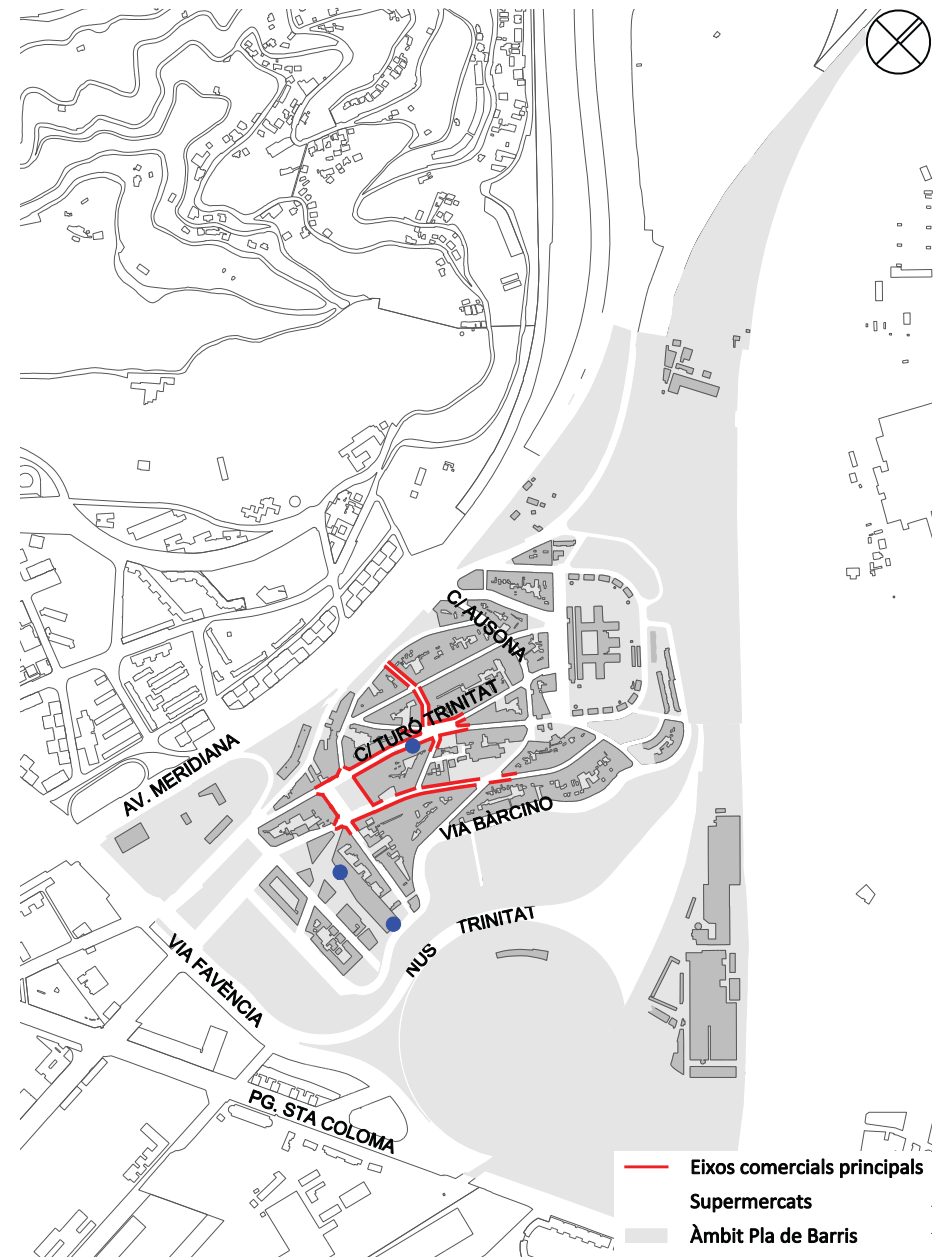 C/ AUSONA
C/ TURÓ TRINITAT
AV. MERIDIANA
VIA BÀRCINO
TRINITAT
NUS
VIA FAVÈNCIA
PG. STA COLOMA
Eixos comercials principals
Supermercats
Àmbit Pla de Barris